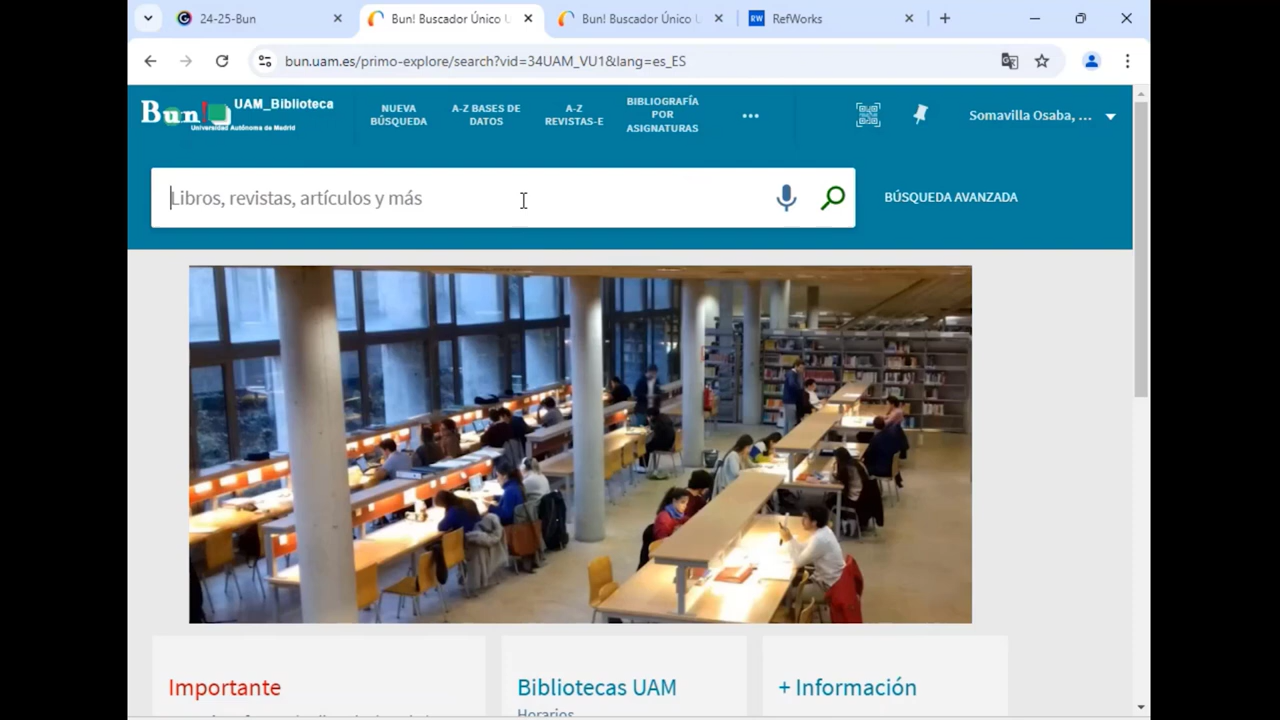 24-25-Bun
Bun! Buscador Único U
Bun! Buscador Único U
RW
RefWorks
bun.uam.es/primo-explore/search?vid=34UAM_VU1&lang=es_ES
Bun!
UAM_Biblioteca
Universidad Autónoma de Madrid
NUEVA
BÚSQUEDA
A-Z BASES DE
DATOS
A-Z
REVISTAS-E
BIBLIOGRAFÍA
POR
ASIGNATURAS
...
Somavilla Osaba, ...
Libros, revistas, artículos y más
BÚSQUEDA AVANZADA
Importante
Bibliotecas UAM
Horarios
+ Información